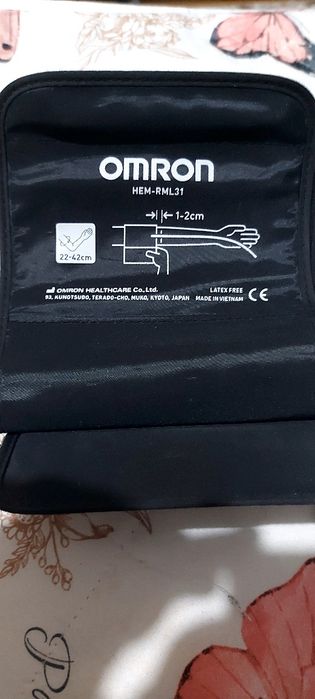 OMRON
HEM-RML31
1-2cm
22-42cm
OMRON HEALTHCARE Co., Ltd.
53, KUNOTSUBO, TERADO-CHO, MUKO, KYOTO, JAPAN
LATEX FREE
MADE IN VIETNAM CE